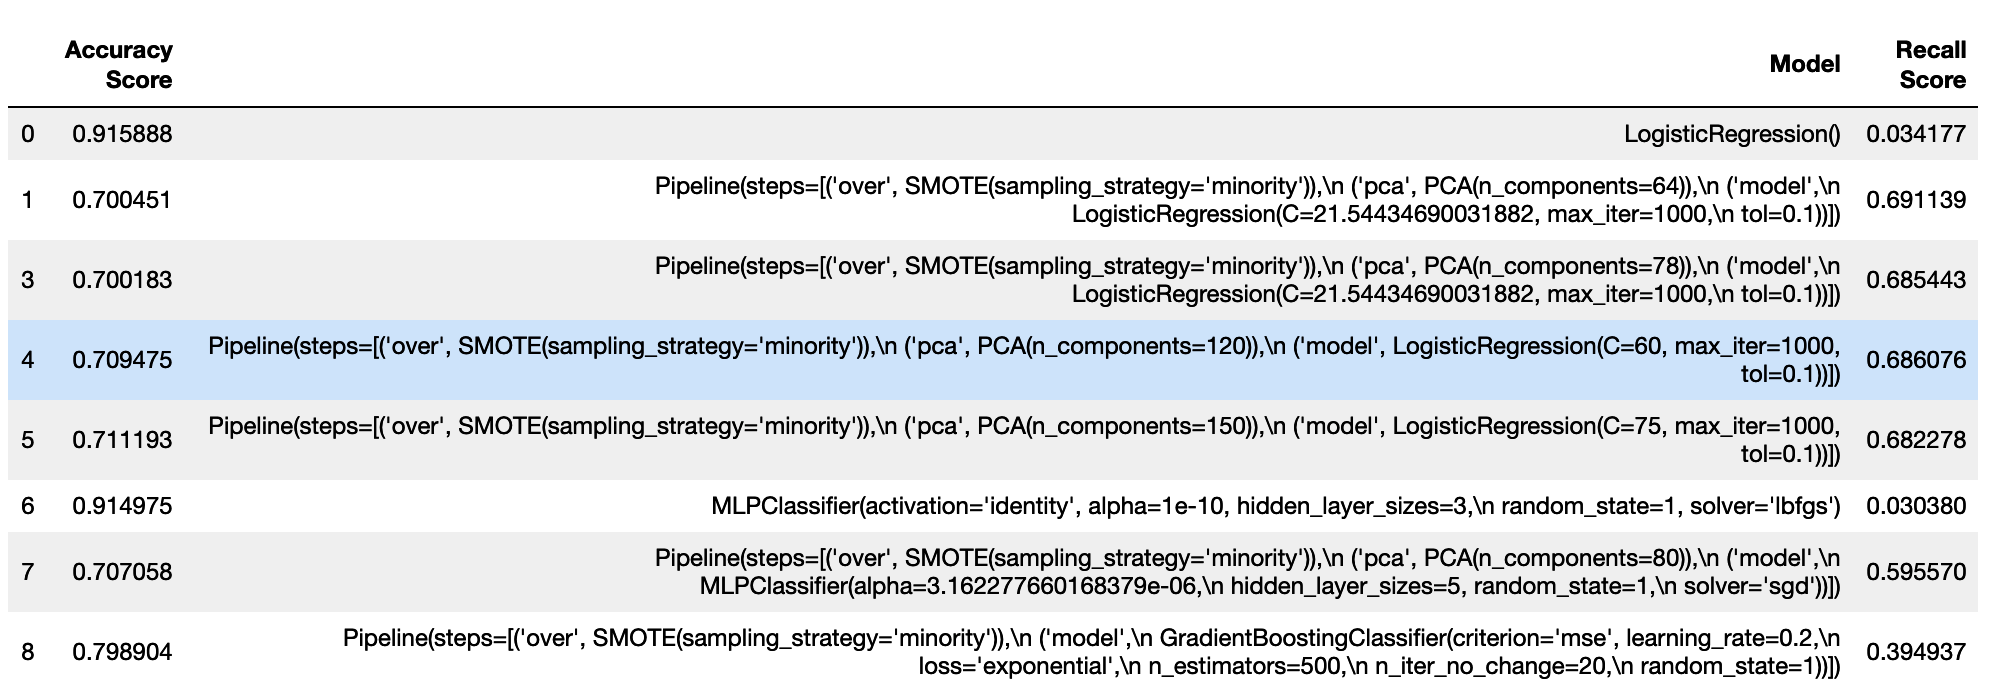 Accuracy Score Model Recall Score
0 0.915888 LogisticRegression() 0.034177
Pipeline(steps=[('over', SMOTE(sampling_strategy='minority')),\n ('pca', PCA(n_components=64)),\n ('model',\n
1 0.700451 LogisticRegression(C=21.54434690031882, max_iter=1000,\n tol=0.1))]) 0.691139
Pipeline(steps=[('over', SMOTE(sampling_strategy='minority')),\n ('pca', PCA(n_components=78)),\n ('model',\n
3 0.700183 LogisticRegression(C=21.54434690031882, max_iter=1000,\n tol=0.1))]) 0.685443
Pipeline(steps=[('over', SMOTE(sampling_strategy='minority')),\n ('pca', PCA(n_components=120)),\n ('model', LogisticRegression(C=60, max_iter=1000,
4 0.709475 tol=0.1))]) 0.686076
Pipeline(steps=[('over', SMOTE(sampling_strategy='minority')),\n ('pca', PCA(n_components=150)),\n ('model', LogisticRegression(C=75, max_iter=1000,
5 0.711193 tol=0.1))]) 0.682278
6 0.914975 MLPClassifier(activation='identity', alpha=1e-10, hidden_layer_sizes=3,\n random_state=1, solver='lbfgs') 0.030380
Pipeline(steps=[('over', SMOTE(sampling_strategy='minority')),\n ('pca', PCA(n_components=80)),\n ('model',\n
7 0.707058 MLPClassifier(alpha=3.162277660168379e-06,\n hidden_layer_sizes=5, random_state=1,\n solver='sgd'))]) 0.595570
Pipeline(steps=[('over', SMOTE(sampling_strategy='minority')),\n ('model',\n GradientBoostingClassifier(criterion='mse', learning_rate=0.2,\n
8 0.798904 loss='exponential',\n n_estimators=500,\n n_iter_no_change=20,\n random_state=1))]) 0.394937